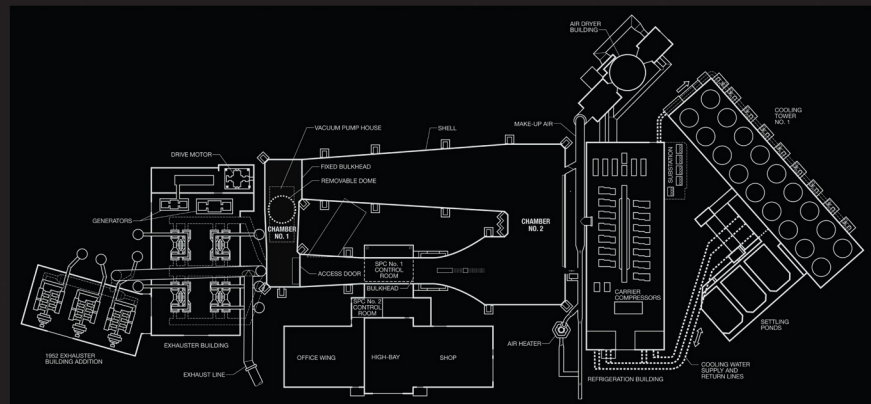 AIR DRYER
BUILDING
COOLING
TOWER
NO. 1
MAKE-UP AIR
VACUUM PUMP HOUSE
SHELL
DRIVE MOTOR
FIXED BULKHEAD
REMOVABLE DOME
SUBSTATION
GENERATORS
CHAMBER
NO. 1
CHAMBER
NO. 2
SPC No. 1
CONTROL
ROOM
ACCESS DOOR
BULKHEAD
CARRIER
COMPRESSORS
SPC No. 2
CONTROL
ROOM
SETTLING
PONDS
1952 EXHAUSTER
BUILDING ADDITION
EXHAUSTER BUILDING
EXHAUST LINE
OFFICE WING
HIGH-BAY
SHOP
AIR HEATER
REFRIGERATION BUILDING
COOLING WATER
SUPPLY AND
RETURN LINES